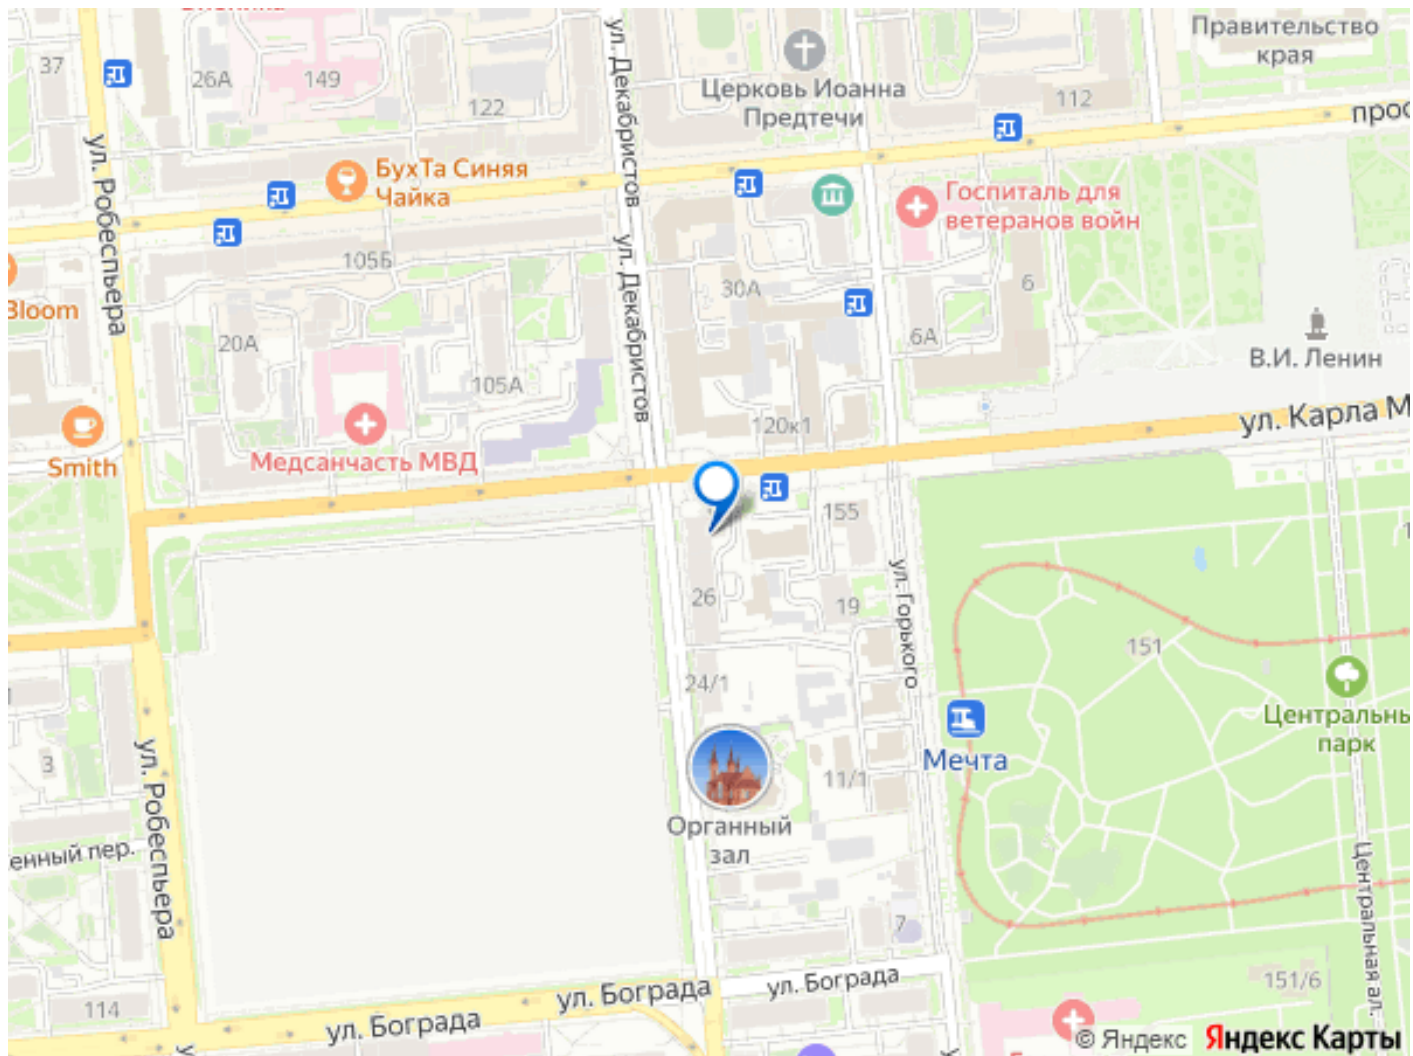 Правительство
края
37
26А
149
122
ул. Декабристов
Церковь Иоанна
Предтечи
112
ул. Робеспьера
БухТа Синяя
Чайка
Госпиталь для
ветеранов войн
105Б
ул. Декабристов
30А
6
Bloom
20А
6А
В.И. Ленин
105А
ул. Карла М
120к1
Smith
Медсанчасть МВД
155
26
19
ул. Горького
151
24/1
Центральны
парк
3
ул. Робеспьера
Мечта
11/1
Органный
зал
енный пер.
Центральная ал.
7
114
ул. Бограда
ул. Бограда
ул. Бограда
151/6
© Яндекс Яндекс Карты